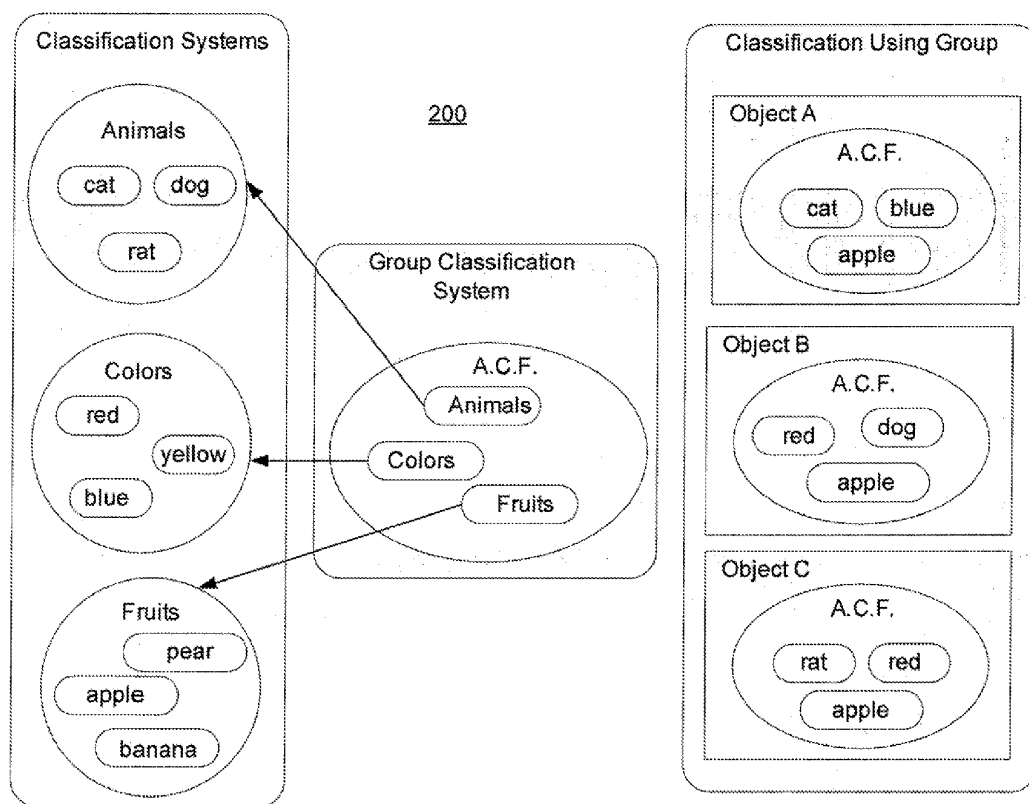 Classification Systems
Animals
cat
dog
rat
Colors
red
yellow
blue
Fruits
pear
apple
banana
200
Group Classification
System
A.C.F.
Animals
Colors
Fruits
Classification Using Group
Object A
A.C.F.
cat
blue
apple
Object B
A.C.F.
red
dog
apple
Object C
A.C.F.
rat
red
apple